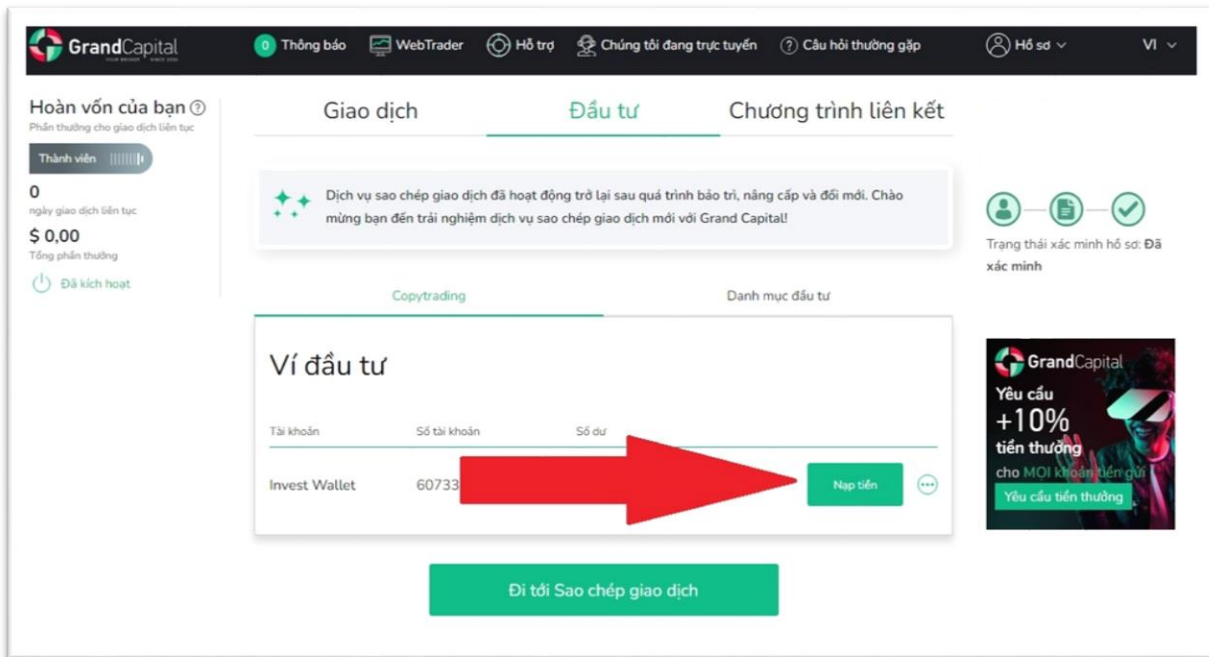 GrandCapital
0 Thông báo
WebTrader
Hỗ trợ
Chúng tôi đang trực tuyến
? Câu hỏi thường gặp
Hồ sơ
VI
Hoàn vốn của bạn ?
Phần thưởng cho giao dịch liên tục
Thành viên
0
ngày giao dịch liên tục
$ 0,00
Tổng phần thưởng
Đã kích hoạt
Giao dịch
Đầu tư
Chương trình liên kết
Dịch vụ sao chép giao dịch đã hoạt động trở lại sau quá trình bảo trì, nâng cấp và đổi mới. Chào
mừng bạn đến trải nghiệm dịch vụ sao chép giao dịch mới với Grand Capital!
Copytrading
Danh mục đầu tư
Ví đầu tư
Tài khoản
Số tài khoản
Số dư
Invest Wallet
60733
Nạp tiền
Đi tới Sao chép giao dịch
Trạng thái xác minh hồ sơ: Đã
xác minh
GrandCapital
Yêu cầu
+10%
tiền thưởng
cho MỌI khoản tiền gửi
Yêu cầu tiền thưởng